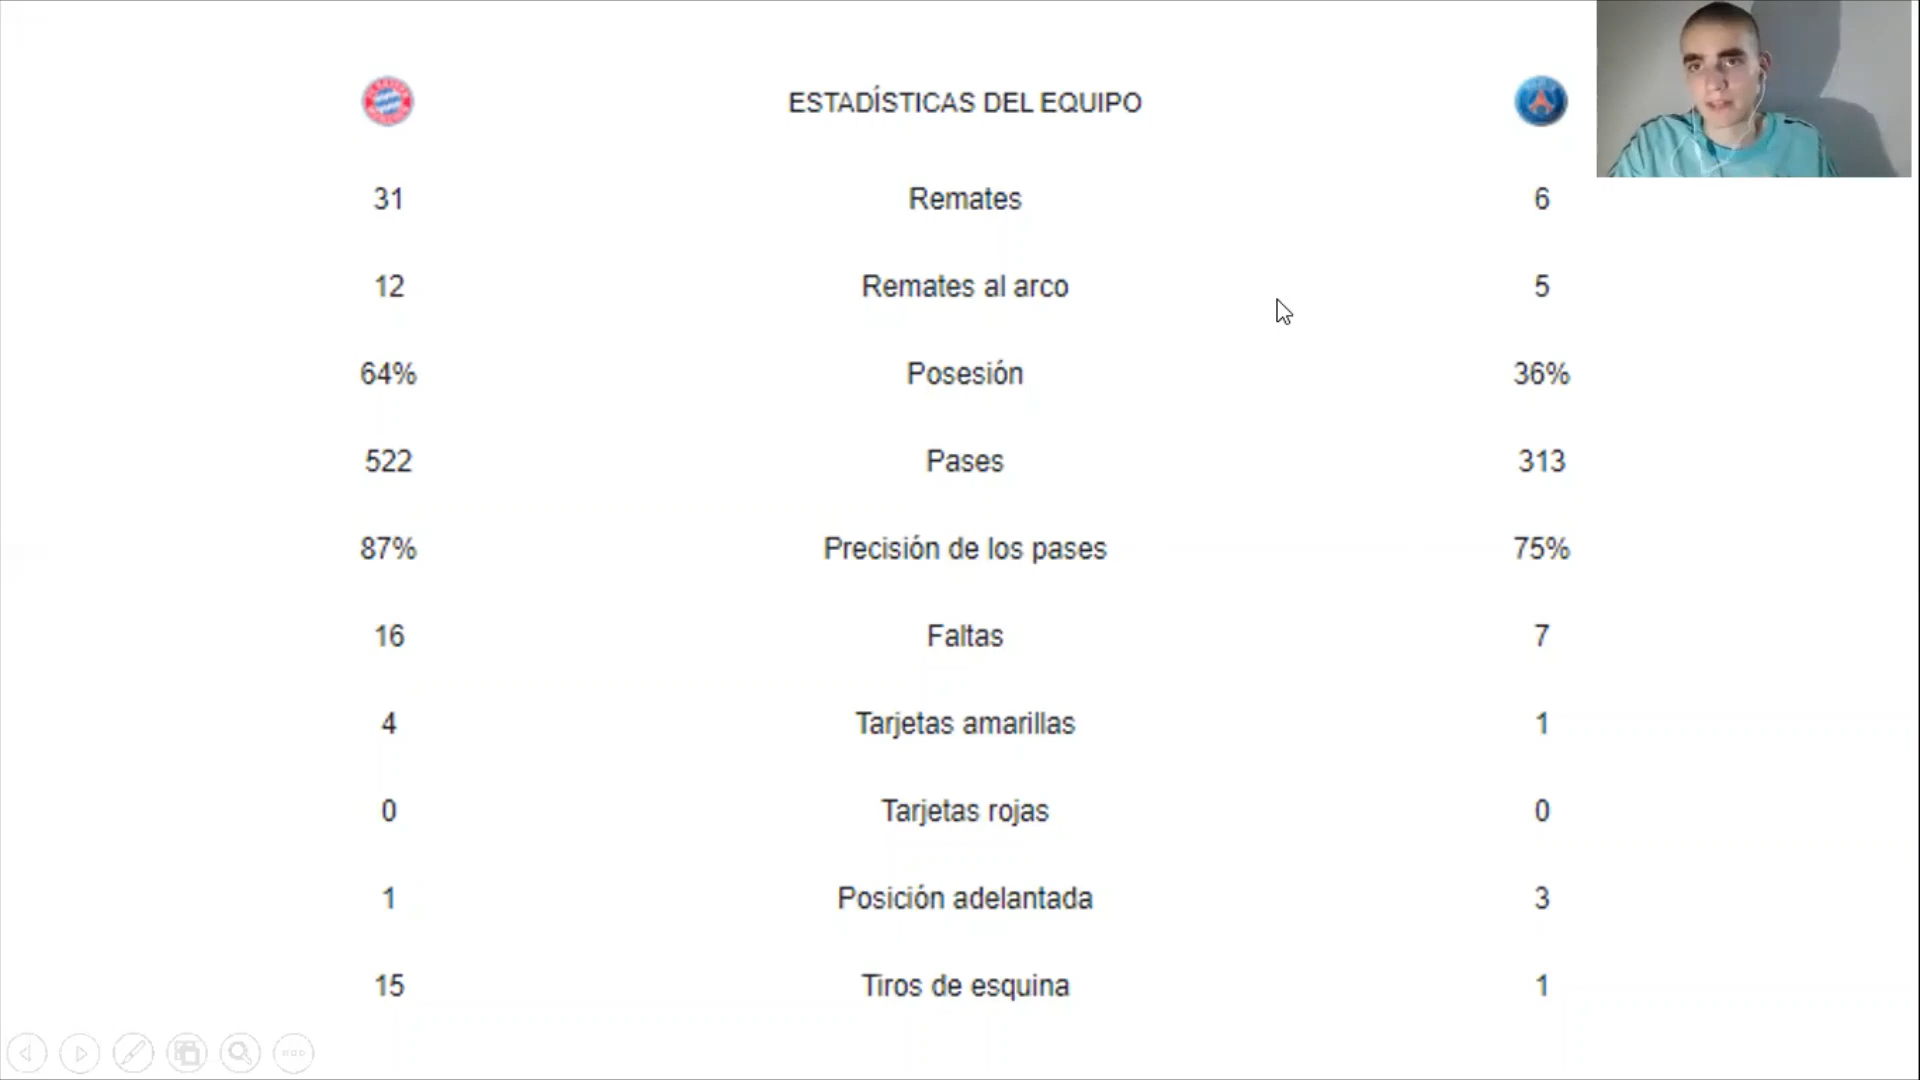 ESTADÍSTICAS DEL EQUIPO
31 Remates 6
12 Remates al arco 5
64% Posesión 36%
522 Pases 313
87% Precisión de los pases 75%
16 Faltas 7
4 Tarjetas amarillas 1
0 Tarjetas rojas 0
1 Posición adelantada 3
15 Tiros de esquina 1